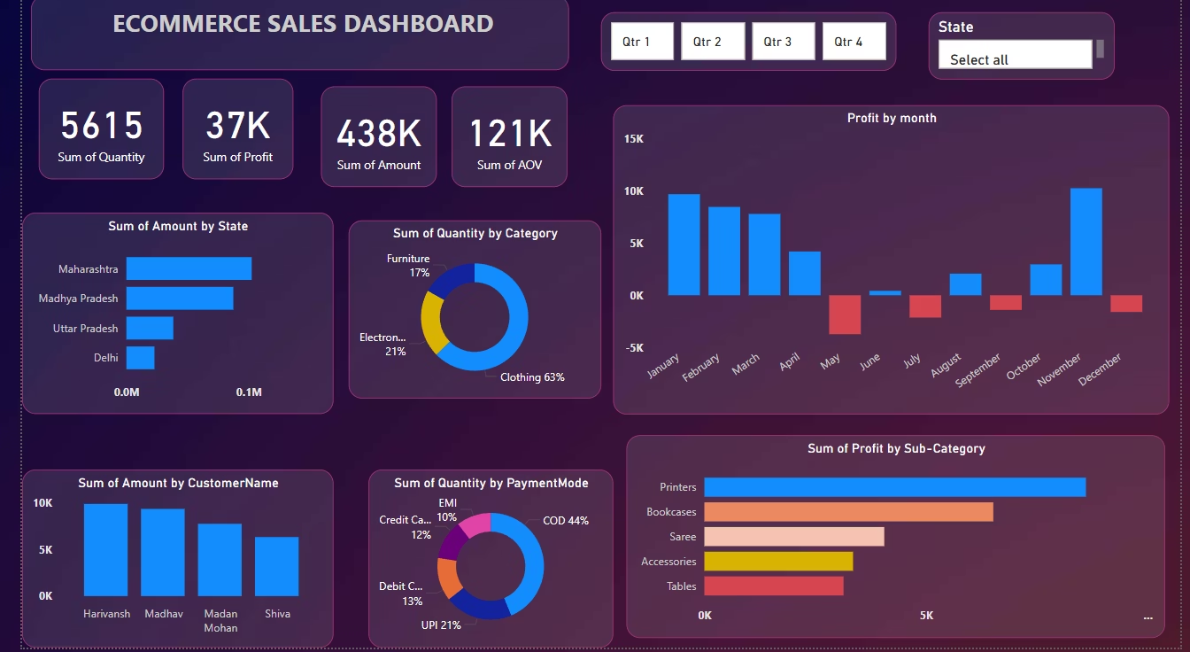 ECOMMERCE SALES DASHBOARD
Qtr 1
Qtr 2
Qtr 3
Qtr 4
State
Select all
5615
Sum of Quantity
37K
Sum of Profit
438K
Sum of Amount
121K
Sum of AOV
Profit by month
15K
10K
5K
0K
-5K
January
February
March
April
May
June
July
August
September
October
November
December
Sum of Amount by State
Maharashtra
Madhya Pradesh
Uttar Pradesh
Delhi
0.0M
0.1M
Sum of Quantity by Category
Furniture
17%
Electron...
21%
Clothing 63%
Sum of Amount by CustomerName
10K
5K
0K
Harivansh
Madhav
Madan
Mohan
Shiva
Sum of Quantity by PaymentMode
EMI
10%
Credit Ca...
12%
Debit C...
13%
UPI 21%
COD 44%
Sum of Profit by Sub-Category
Printers
Bookcases
Saree
Accessories
Tables
0K
5K
...